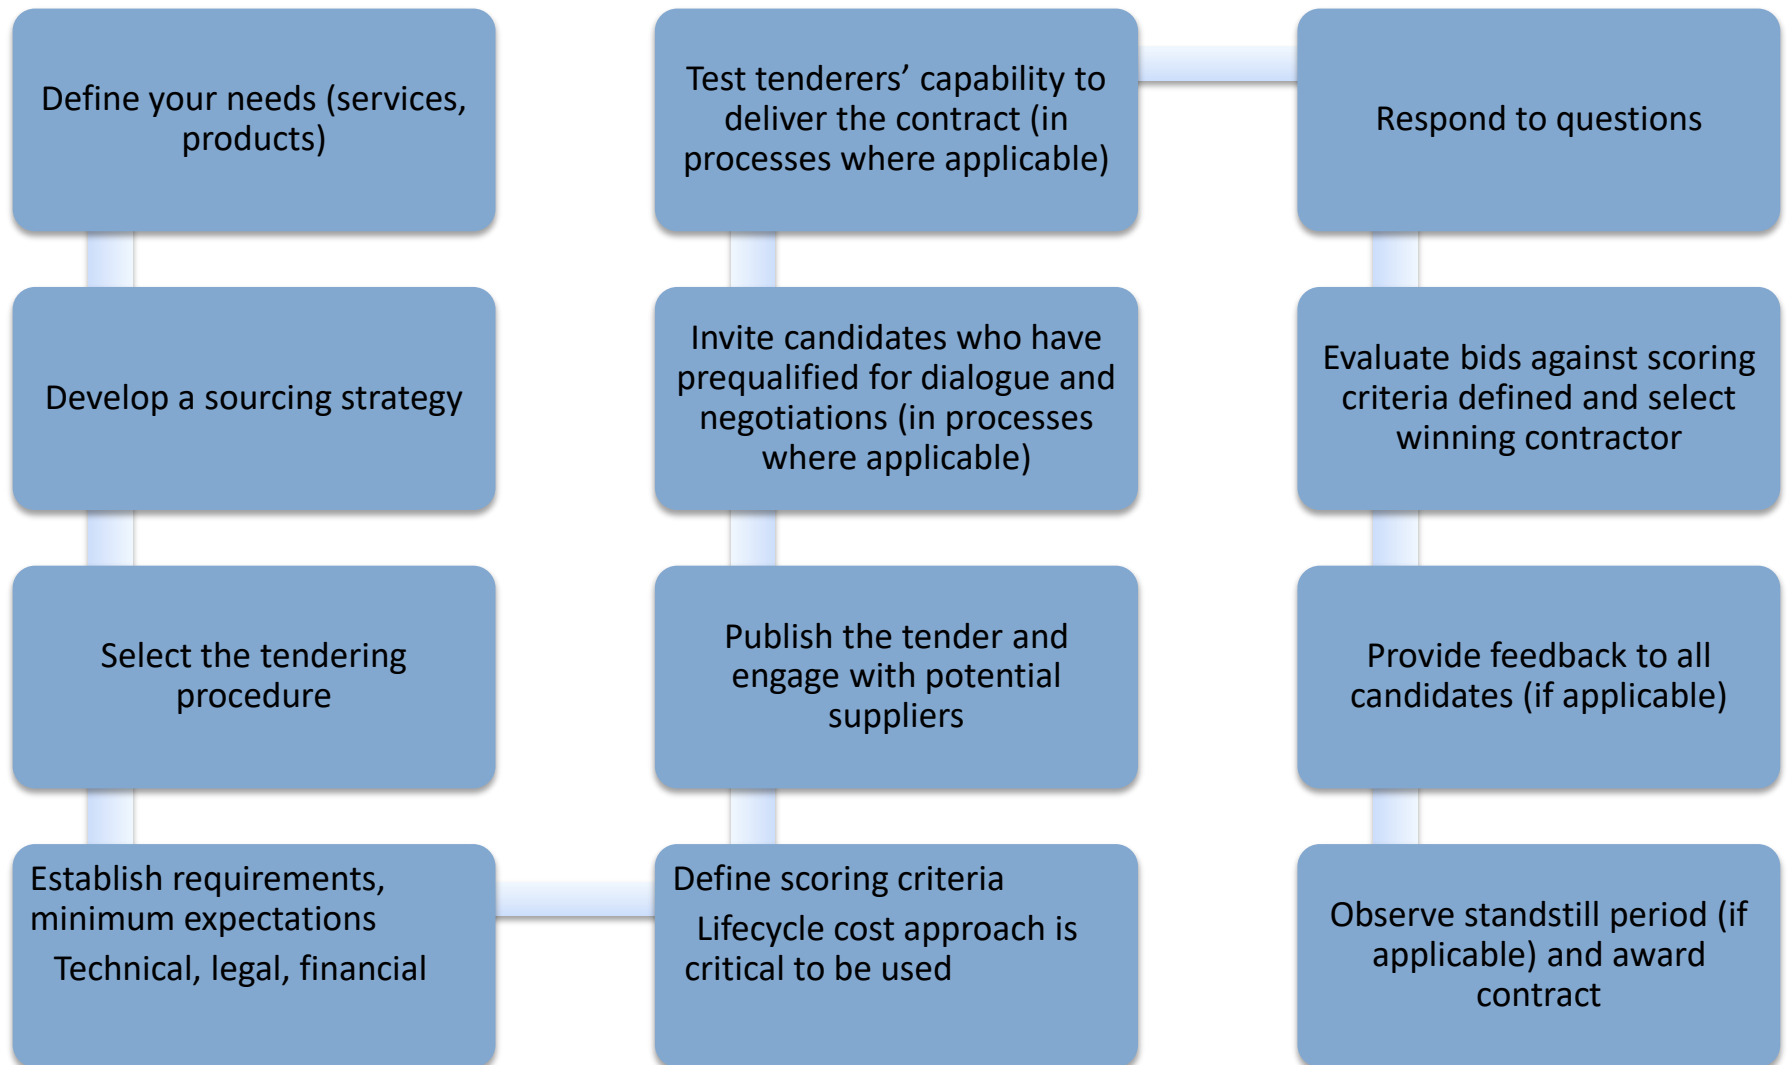 Define your needs (services,
products)
Develop a sourcing strategy
Select the tendering
procedure
Establish requirements,
minimum expectations
Technical, legal, financial
Define scoring criteria
Lifecycle cost approach is
critical to be used
Publish the tender and
engage with potential
suppliers
Invite candidates who have
prequalified for dialogue and
negotiations (in processes
where applicable)
Test tenderers’ capability to
deliver the contract (in
processes where applicable)
Respond to questions
Evaluate bids against scoring
criteria defined and select
winning contractor
Provide feedback to all
candidates (if applicable)
Observe standstill period (if
applicable) and award
contract